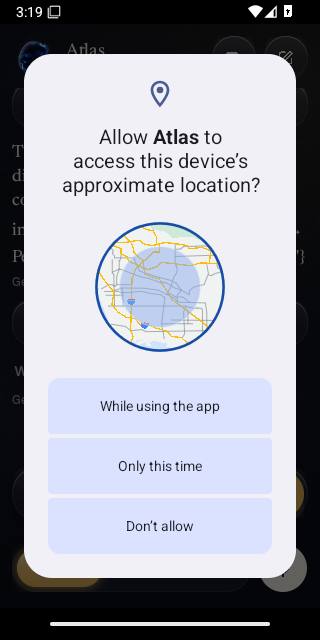 3:19
Atlas
Allow Atlas to
access this device's
approximate location?
While using the app
Only this time
Don't allow